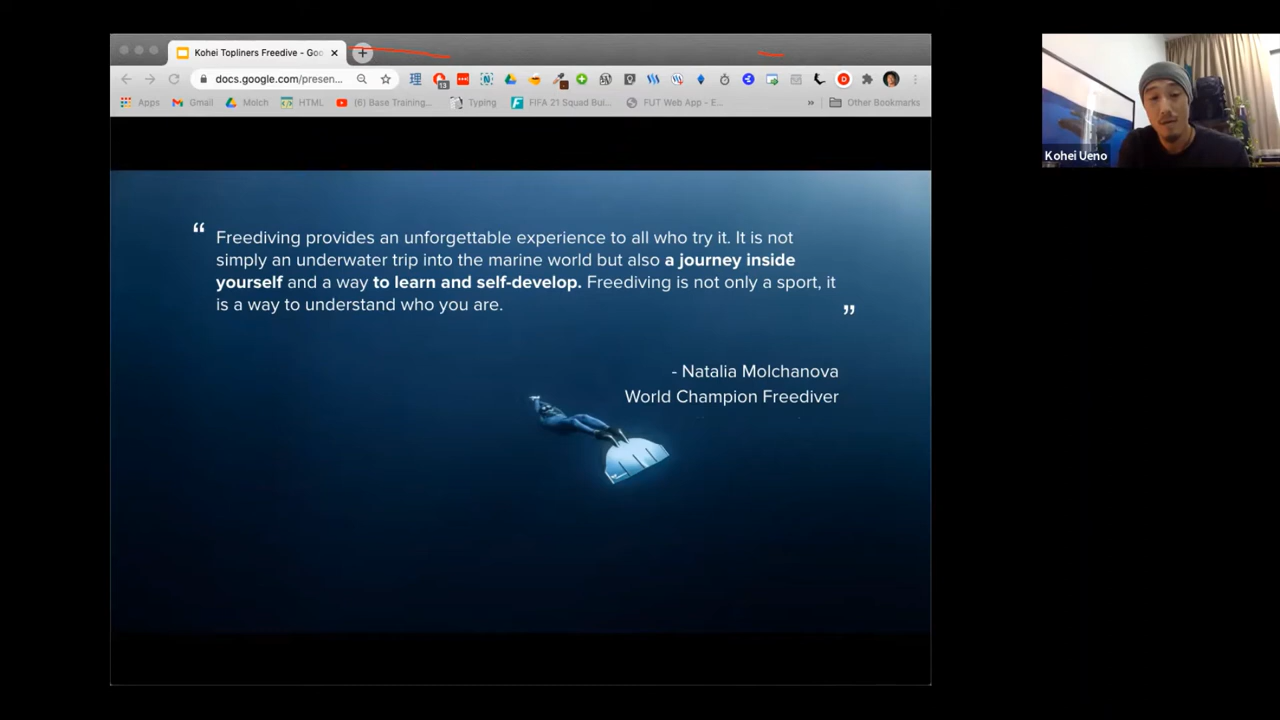 Kohei Topliners Freedive - Goo
docs.google.com/presen...
理
13
Apps Gmail Molch HTML (6) Base Training... Typing FIFA 21 Squad Bui... FUT Web App – E... » Other Bookmarks
Kohei Ueno
“ Freediving provides an unforgettable experience to all who try it. It is not
simply an underwater trip into the marine world but also a journey inside
yourself and a way to learn and self-develop. Freediving is not only a sport, it
is a way to understand who you are. ”
- Natalia Molchanova
World Champion Freediver